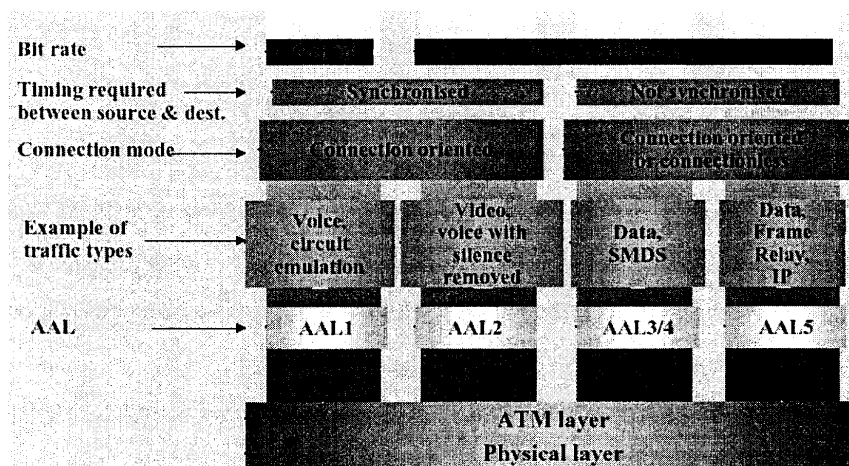 Bit rate
Timing required
between source & dest.
Synchronised
Not synchronised
Connection mode
Connection oriented
Connection oriented
or connectionless
Example of
traffic types
Voice,
circuit
emulation
Video,
voice with
silence
removed
Data,
SMDS
Data,
Frame
Relay,
IP
AAL
AAL1
AAL2
AAL3/4
AAL5
ATM layer
Physical layer